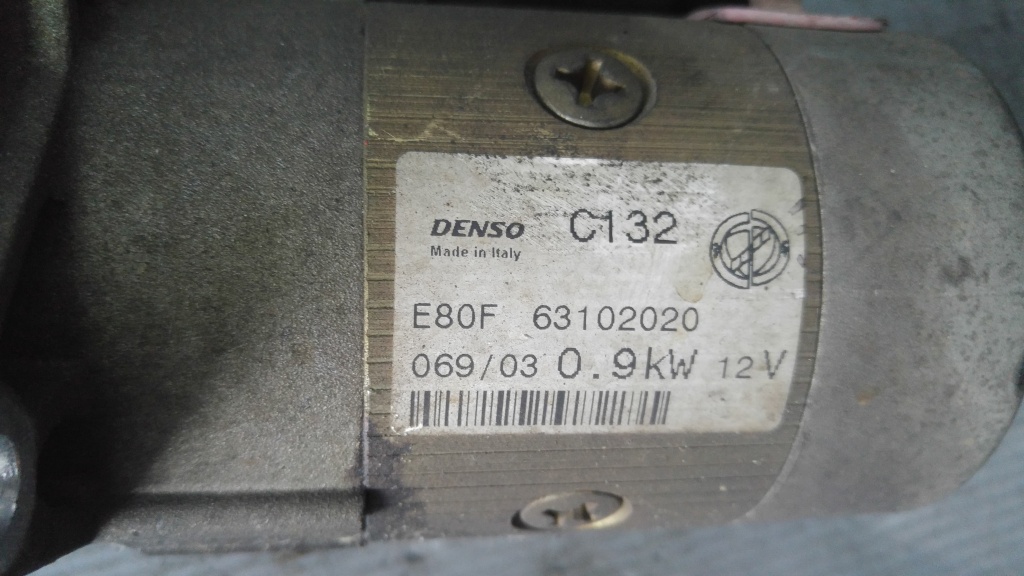 DENSO C132
Made in Italy
E80F 63102020
069/03 0.9kW 12V